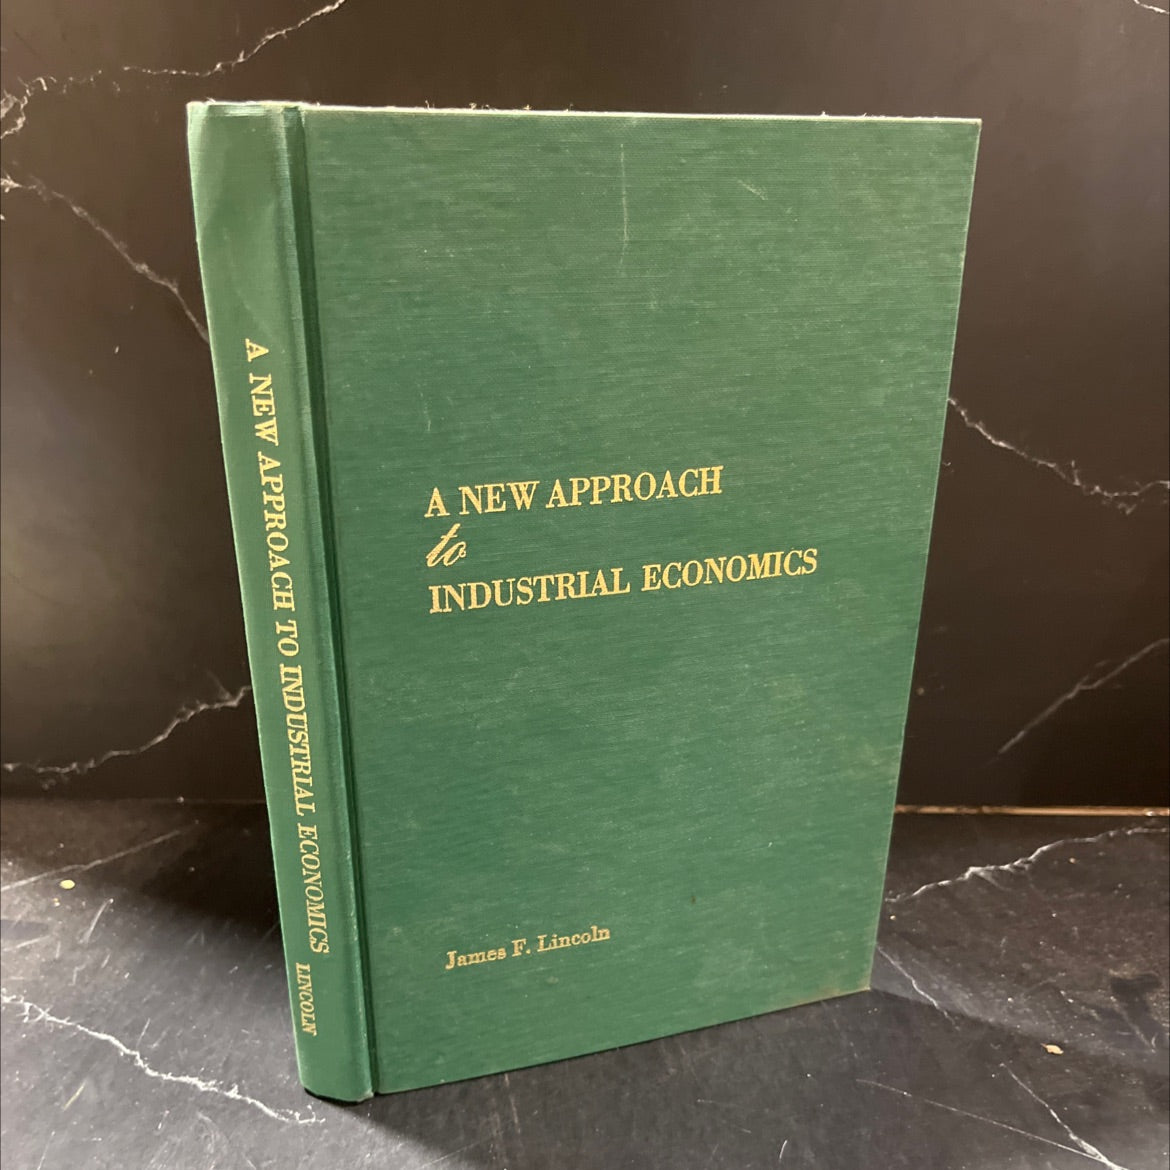 A NEW APPROACH
to
INDUSTRIAL ECONOMICS
James F. Lincoln
A NEW APPROACH TO INDUSTRIAL ECONOMICS LINCOLN